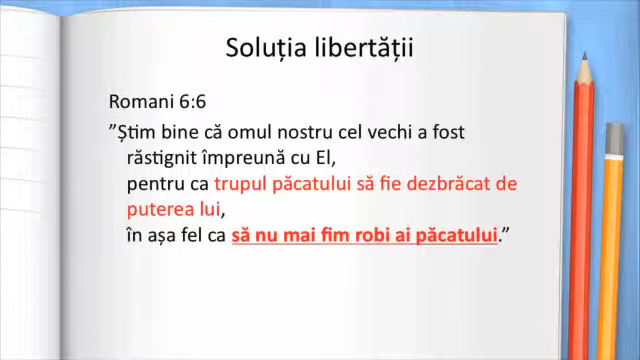 Soluția libertății
Romani 6:6
”Știm bine că omul nostru cel vechi a fost
răstignit împreună cu El,
pentru ca trupul păcatului să fie dezbrăcat de
puterea lui,
în așa fel ca să nu mai fim robi ai păcatului.”